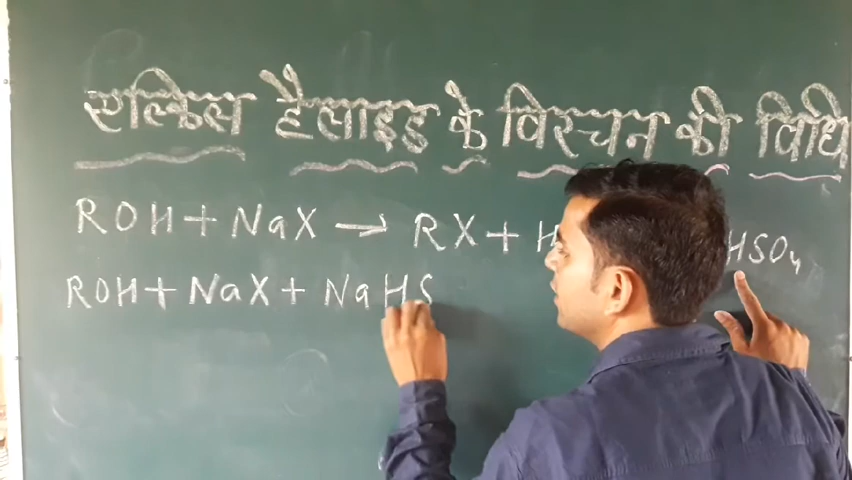 एल्किल हैलाइड के विरचन की विधि
ROH + NaX → RX + H HSO₄
ROH + NaX + NaHS